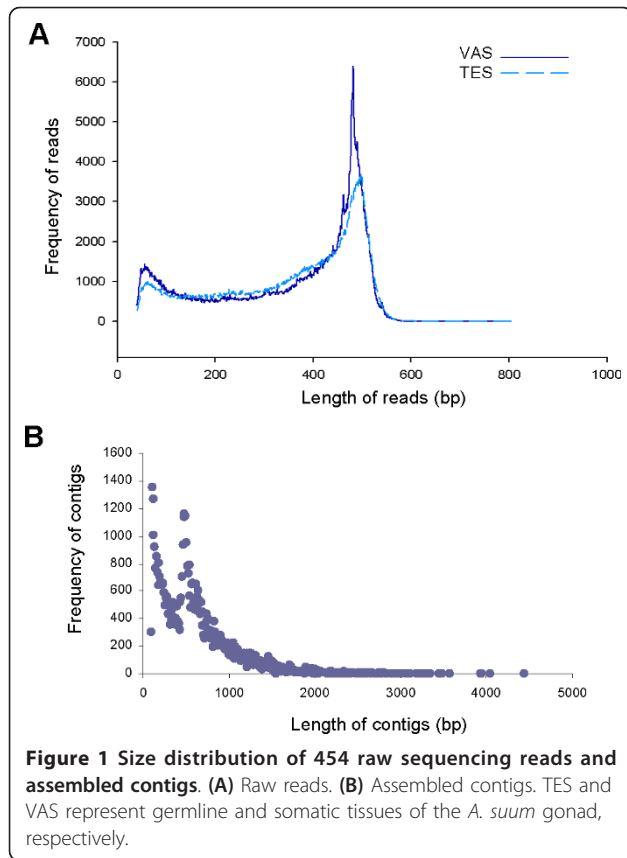 A
7000
6000
5000
4000
3000
2000
1000
0
Frequency of reads
VAS
TES
0 200 400 600 800 1000
Length of reads (bp)
B
1600
1400
1200
1000
800
600
400
200
0
Frequency of contigs
0 1000 2000 3000 4000 5000
Length of contigs (bp)
Figure 1 Size distribution of 454 raw sequencing reads and
assembled contigs. (A) Raw reads. (B) Assembled contigs. TES and
VAS represent germline and somatic tissues of the A. suum gonad,
respectively.